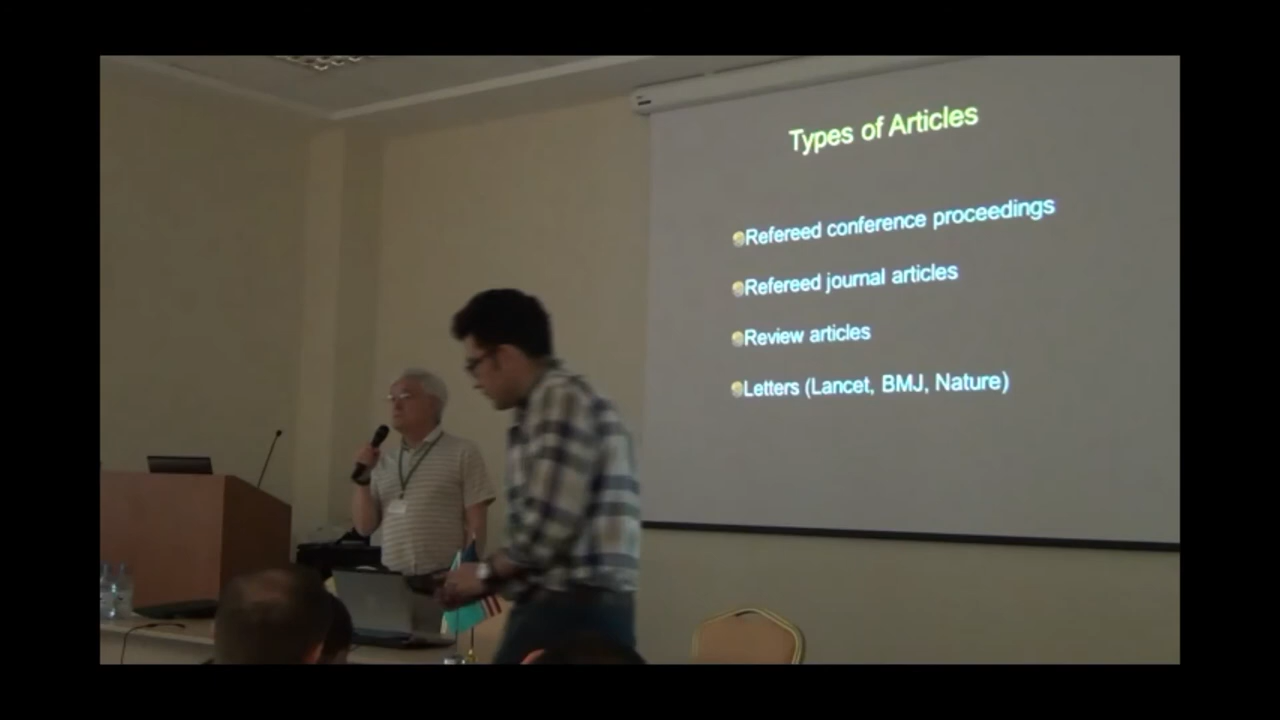 Types of Articles
Refereed conference proceedings
Refereed journal articles
Review articles
Letters (Lancet, BMJ, Nature)